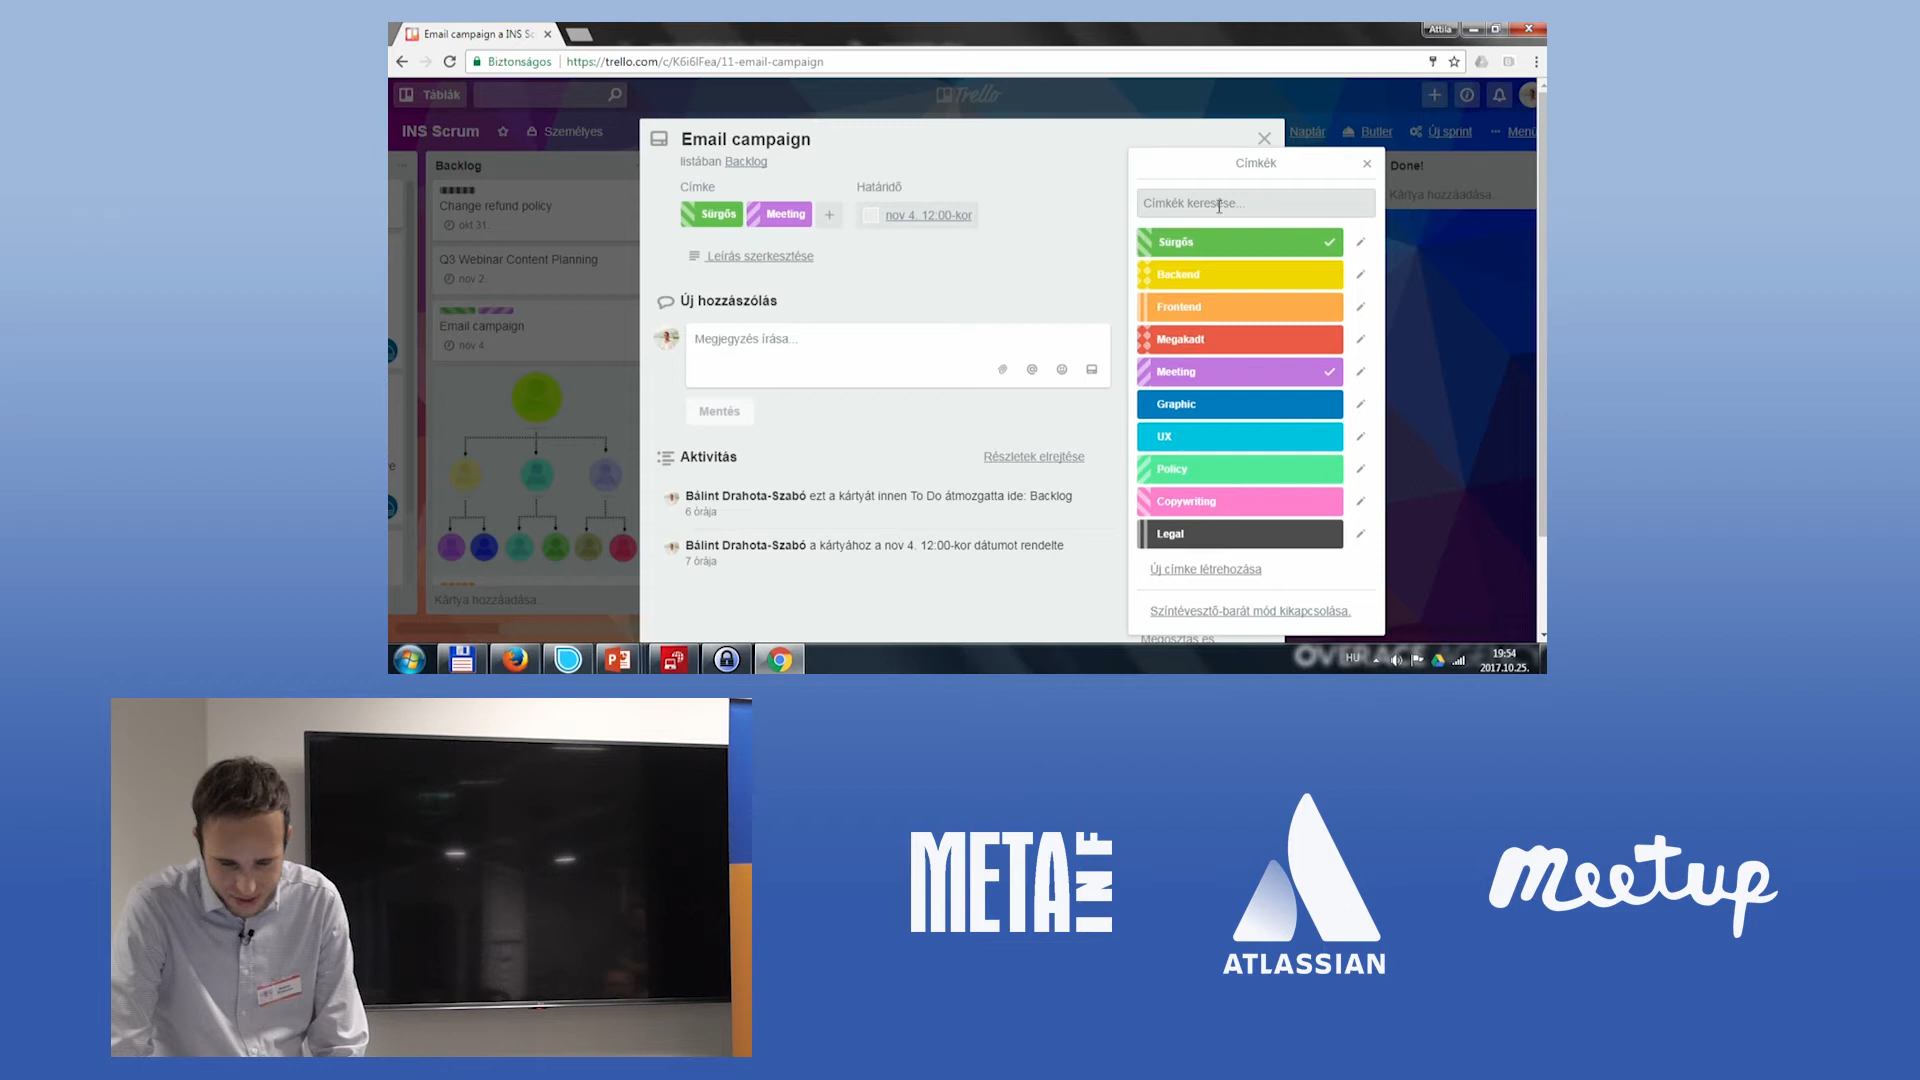 Email campaign a INS Sc
Attila
Biztonságos
https://trello.com/c/K6i6lFea/11-email-campaign
Táblák
Trello
INS Scrum
Személyes
Naptár
Butler
Új sprint
Menü
Backlog
Change refund policy
okt 31.
Q3 Webinar Content Planning
nov 2.
Email campaign
nov 4
Kártya hozzáadása...
Email campaign
listában Backlog
Címke
Határidő
Sürgős
Meeting
+
nov 4. 12:00-kor
Leírás szerkesztése
Új hozzászólás
Megjegyzés írása...
Mentés
Aktivitás
Részletek elrejtése
Bálint Drahota-Szabó ezt a kártyát innen To Do átmozgatta ide: Backlog
6 órája
Bálint Drahota-Szabó a kártyához a nov 4. 12:00-kor dátumot rendelte
7 órája
Címkék
Címkék keresése...
Sürgős
Backend
Frontend
Megakadt
Meeting
Graphic
UX
Policy
Copywriting
Legal
Új címke létrehozása
Színtévesztő-barát mód kikapcsolása.
Megosztás és
Done!
Kártya hozzáadása...
HU
19:54
2017.10.25.
META
INF
ATLASSIAN
Meetup